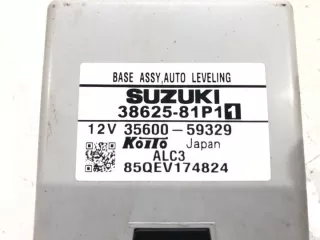 BASE ASSY,AUTO LEVELING
SUZUKI
38625-81P1 1
12V 35600-59329
KOITO Japan
ALC3
85QEV174824